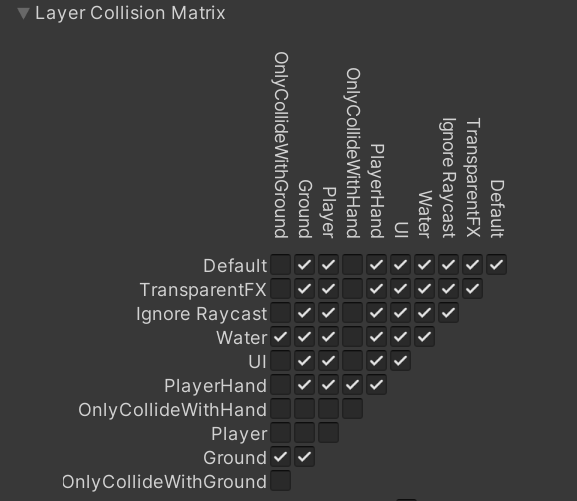 Layer Collision Matrix
OnlyCollideWithGround
Ground
Player
OnlyCollideWithHand
PlayerHand
UI
Water
Ignore Raycast
TransparentFX
Default
Default
TransparentFX
Ignore Raycast
Water
UI
PlayerHand
OnlyCollideWithHand
Player
Ground
OnlyCollideWithGround